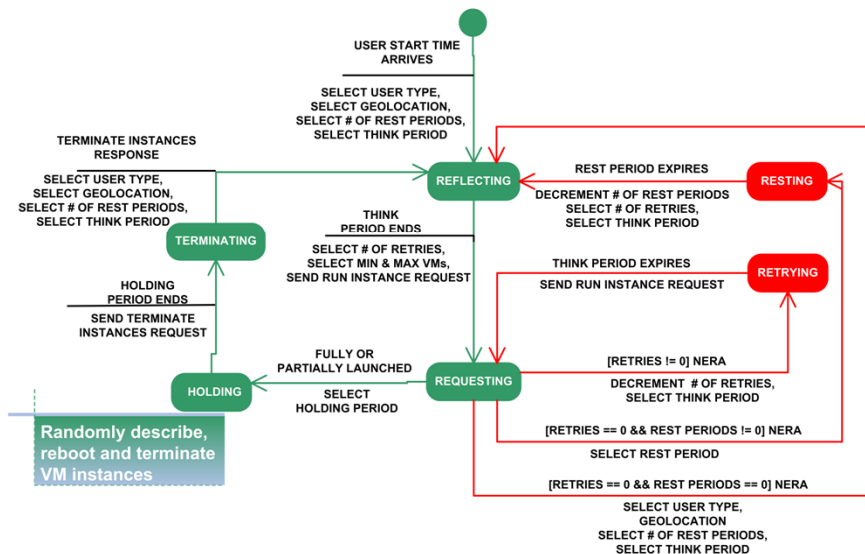 USER START TIME
ARRIVES
SELECT USER TYPE,
SELECT GEOLOCATION,
SELECT # OF REST PERIODS,
SELECT THINK PERIOD
TERMINATE INSTANCES
RESPONSE
SELECT USER TYPE,
SELECT GEOLOCATION,
SELECT # OF REST PERIODS,
SELECT THINK PERIOD
REFLECTING
REST PERIOD EXPIRES
RESTING
DECREMENT # OF REST PERIODS
SELECT # OF RETRIES,
SELECT THINK PERIOD
TERMINATING
THINK
PERIOD ENDS
SELECT # OF RETRIES,
SELECT MIN & MAX VMs,
SEND RUN INSTANCE REQUEST
THINK PERIOD EXPIRES
RETRYING
SEND RUN INSTANCE REQUEST
HOLDING
PERIOD ENDS
SEND TERMINATE
INSTANCES REQUEST
FULLY OR
PARTIALLY LAUNCHED
SELECT
HOLDING PERIOD
HOLDING
REQUESTING
[RETRIES != 0] NERA
DECREMENT # OF RETRIES,
SELECT THINK PERIOD
Randomly describe,
reboot and terminate
VM instances
[RETRIES == 0 && REST PERIODS != 0] NERA
SELECT REST PERIOD
[RETRIES == 0 && REST PERIODS == 0] NERA
SELECT USER TYPE,
GEOLOCATION
SELECT # OF REST PERIODS,
SELECT THINK PERIOD